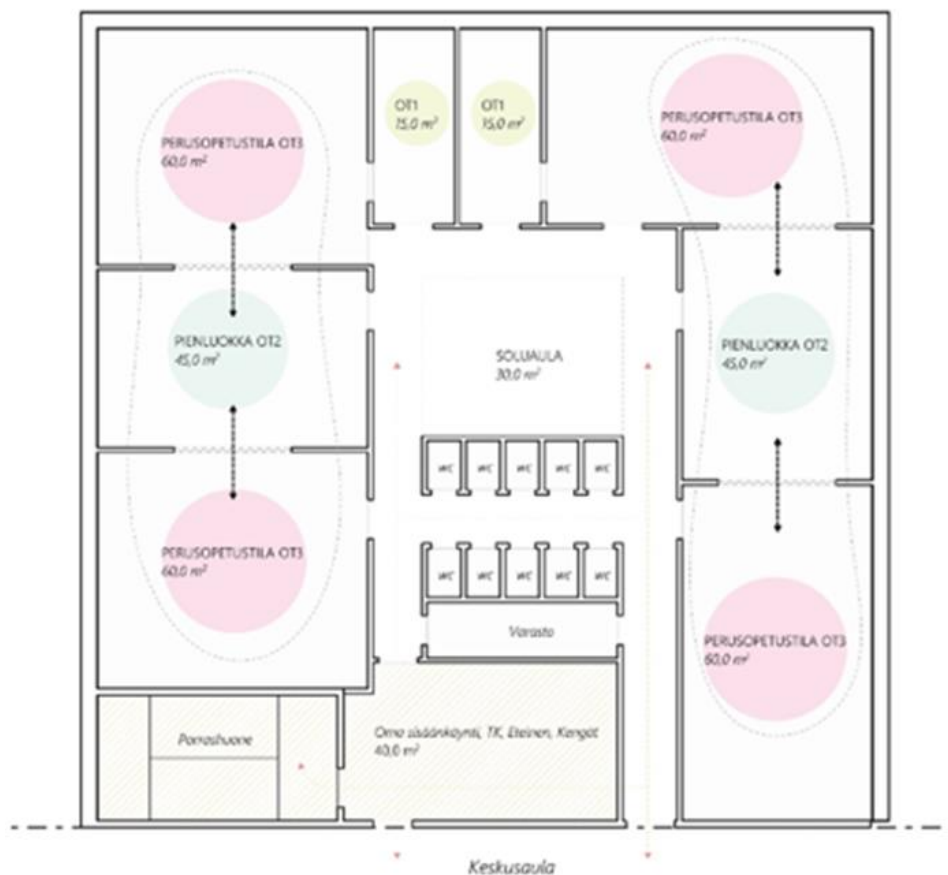 PERUSOPETUSTILA OT3
60,0 m²
OT1
15,0 m²
OT1
15,0 m²
PERUSOPETUSTILA OT3
60,0 m²
PIENLUOKKA OT2
45,0 m²
SOLUAULA
30,0 m²
PIENLUOKKA OT2
45,0 m²
WC WC WC WC WC
PERUSOPETUSTILA OT3
60,0 m²
WC WC WC WC WC
Varasto
PERUSOPETUSTILA OT3
60,0 m²
Porrashuone
Oma sisäänkäynti, TK, Eteinen, Kengät
40,0 m²
Keskusaula